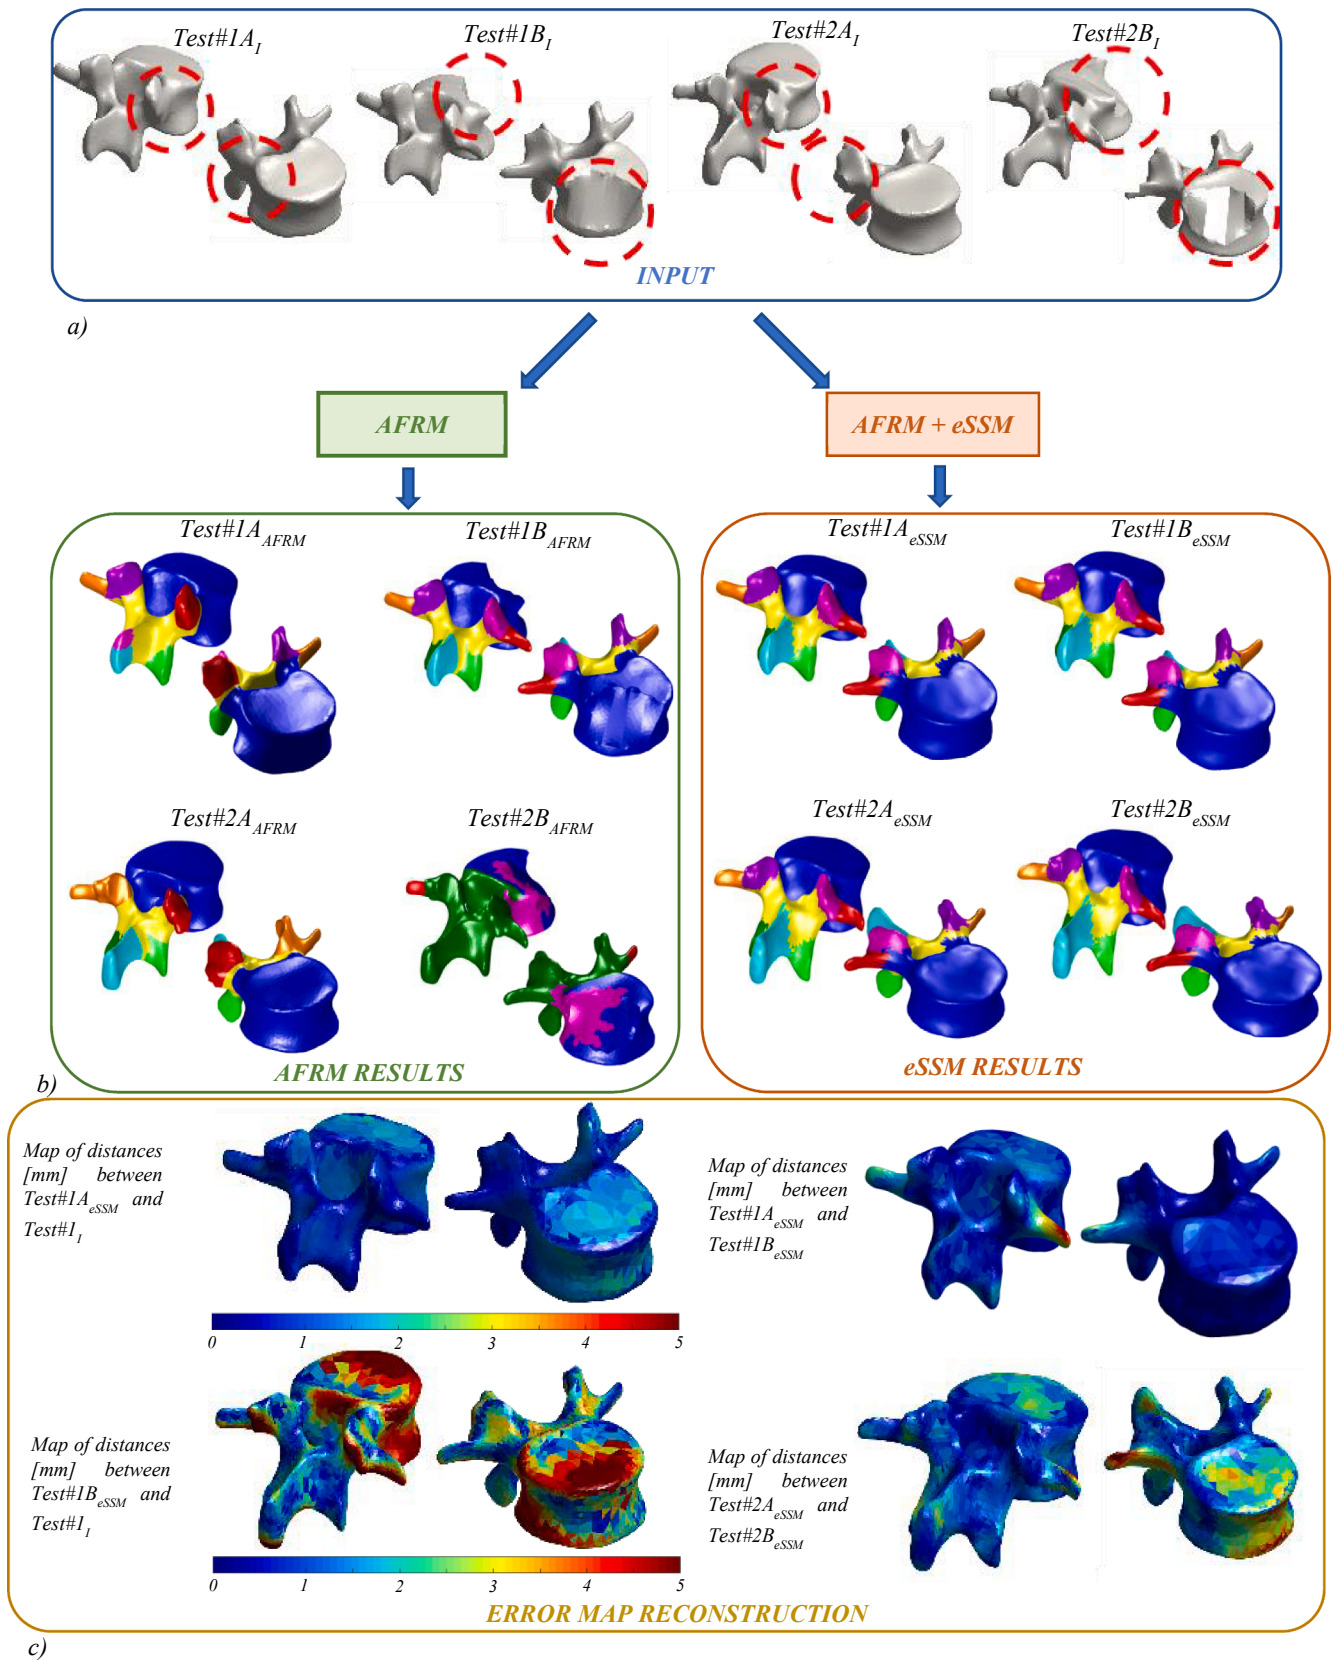 Test#1A_I
Test#1B_I
Test#2A_I
Test#2B_I
INPUT
a)
AFRM
AFRM + eSSM
Test#1A_AFRM
Test#1B_AFRM
Test#1A_eSSM
Test#1B_eSSM
Test#2A_AFRM
Test#2B_AFRM
Test#2A_eSSM
Test#2B_eSSM
AFRM RESULTS
eSSM RESULTS
b)
Map of distances
[mm] between
Test#1A_eSSM and
Test#1_I
Map of distances
[mm] between
Test#1A_eSSM and
Test#1B_eSSM
0 1 2 3 4 5
Map of distances
[mm] between
Test#1B_eSSM and
Test#1_I
Map of distances
[mm] between
Test#2A_eSSM and
Test#2B_eSSM
0 1 2 3 4 5
ERROR MAP RECONSTRUCTION
c)